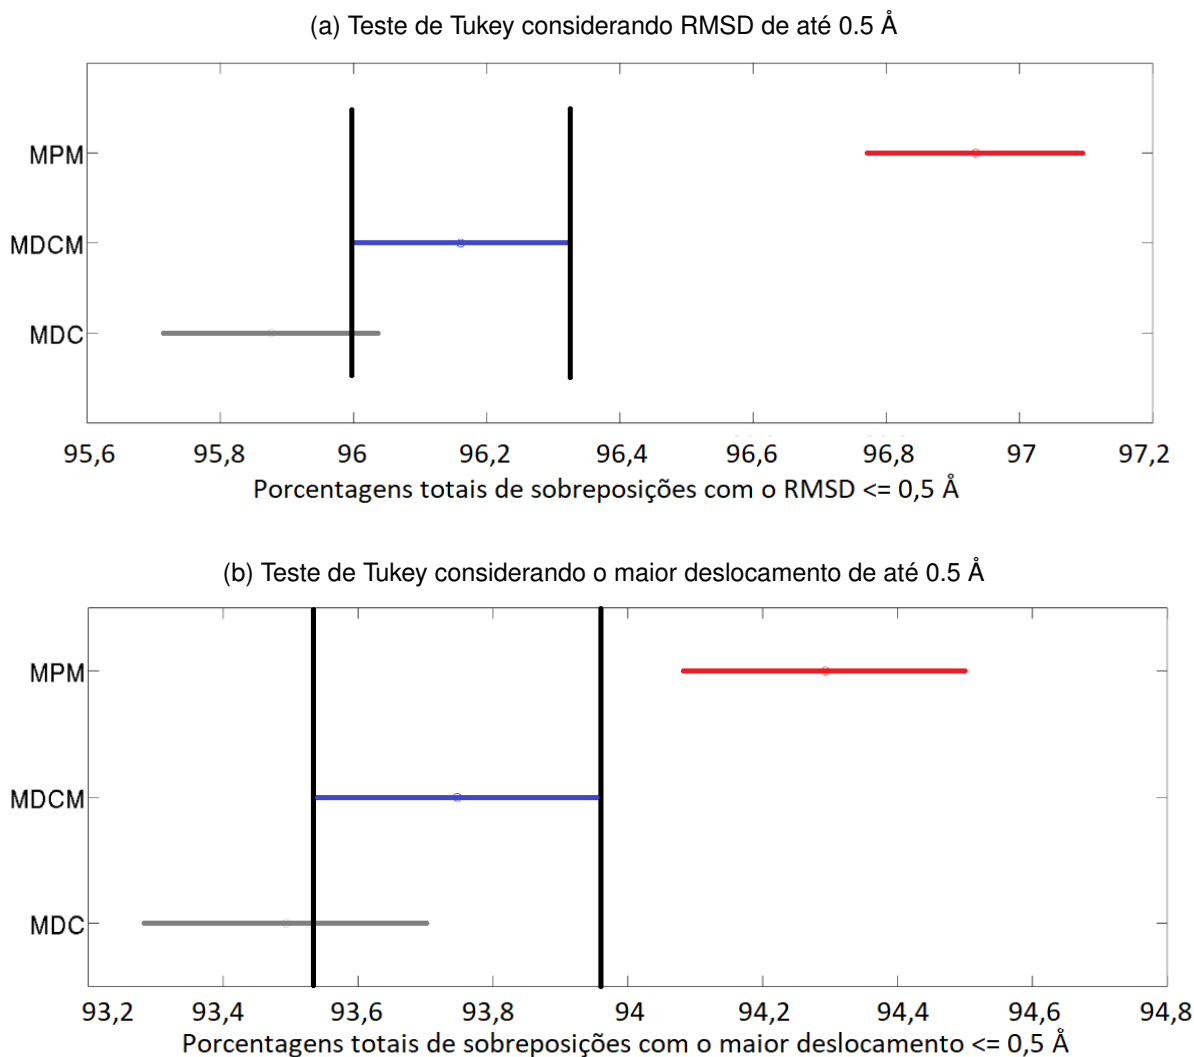 (a) Teste de Tukey considerando RMSD de até 0.5 Å
MPM
MDCM
MDC
95,6 95,8 96 96,2 96,4 96,6 96,8 97 97,2
Porcentagens totais de sobreposições com o RMSD <= 0,5 Å
(b) Teste de Tukey considerando o maior deslocamento de até 0.5 Å
MPM
MDCM
MDC
93,2 93,4 93,6 93,8 94 94,2 94,4 94,6 94,8
Porcentagens totais de sobreposições com o maior deslocamento <= 0,5 Å